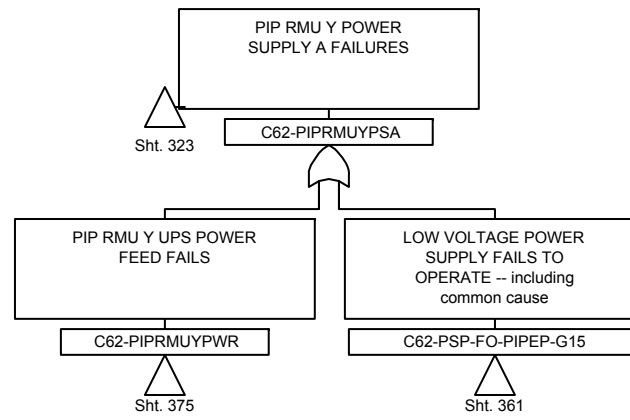 PIP RMU Y POWER
SUPPLY A FAILURES
C62-PIPRMUYPSA
Sht. 323
PIP RMU Y UPS POWER
FEED FAILS
C62-PIPRMUYPWR
Sht. 375
LOW VOLTAGE POWER
SUPPLY FAILS TO
OPERATE -- including
common cause
C62-PSP-FO-PIPEP-G15
Sht. 361